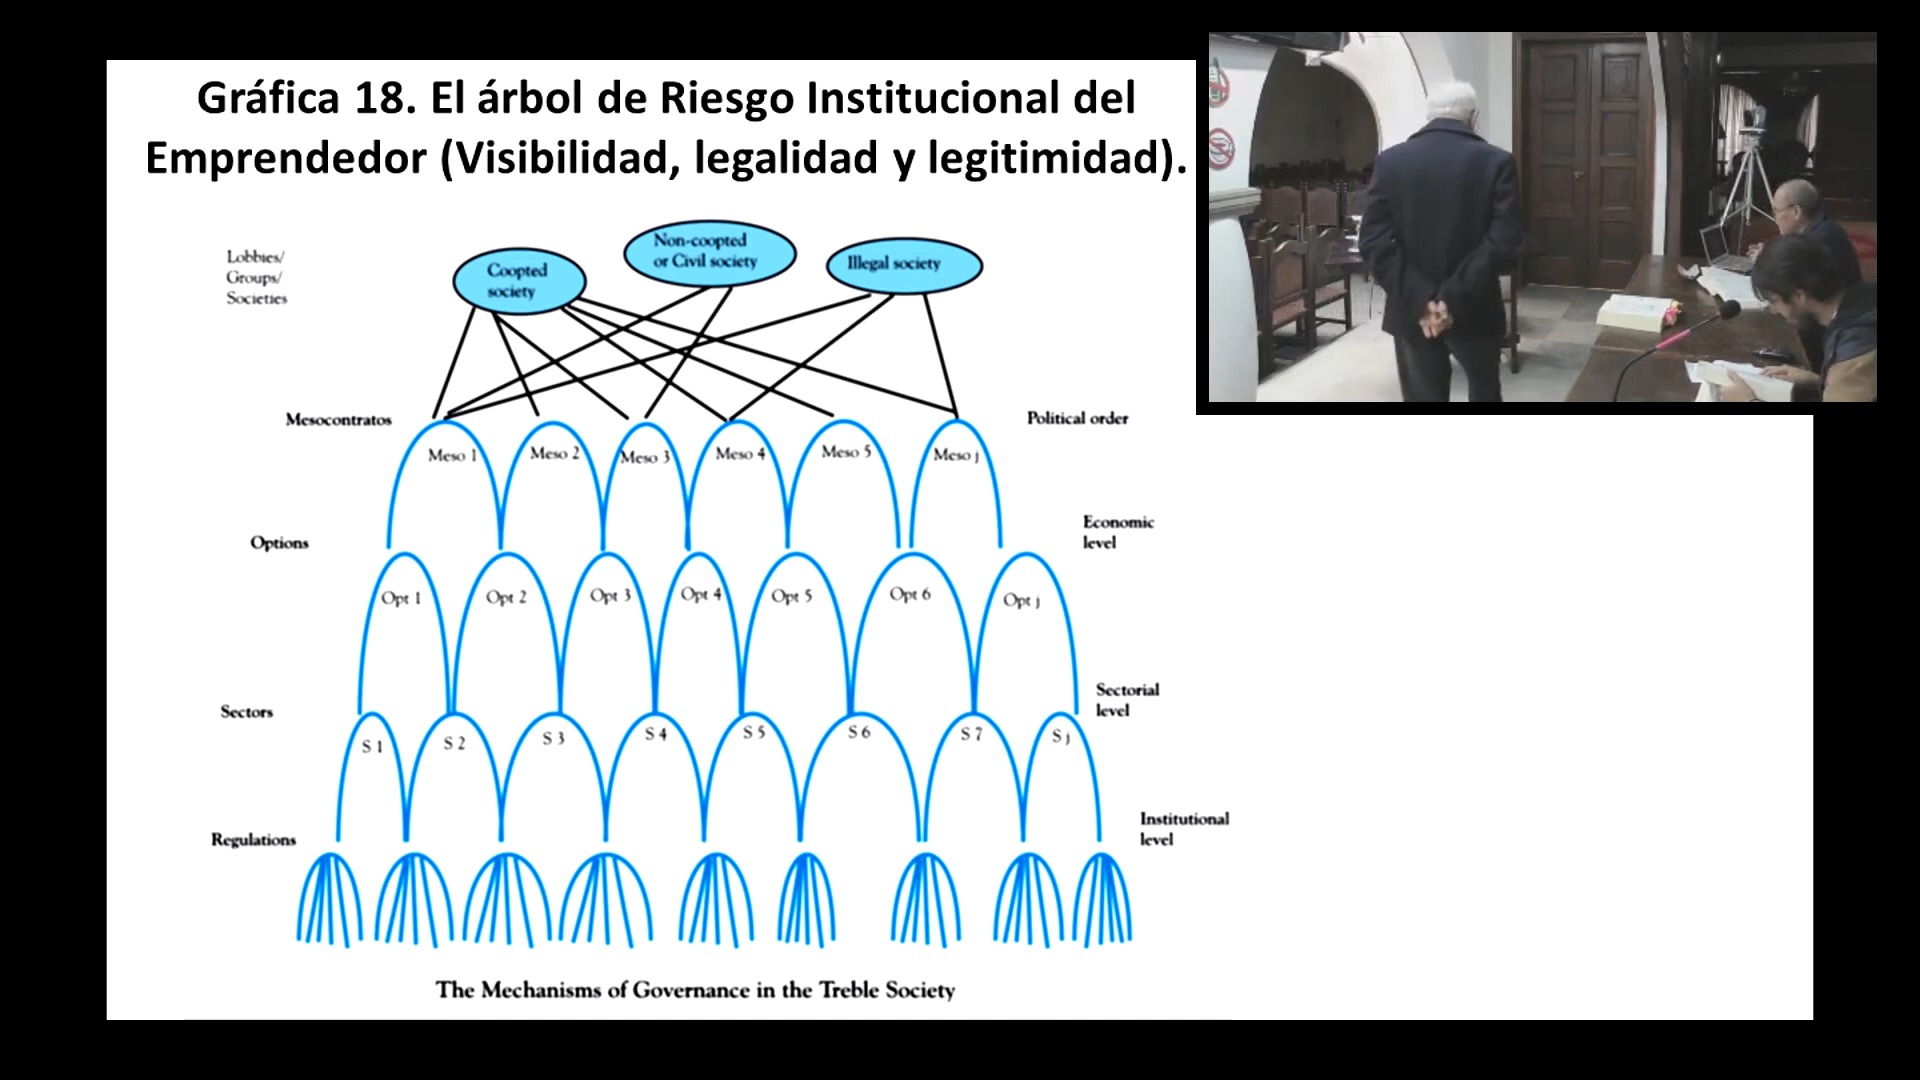 Gráfica 18. El árbol de Riesgo Institucional del
Emprendedor (Visibilidad, legalidad y legitimidad).
Lobbies/
Groups/
Societies
Coopted
society
Non-coopted
or Civil society
Illegal society
Mesocontratos
Political order
Meso 1
Meso 2
Meso 3
Meso 4
Meso 5
Meso j
Options
Economic
level
Opt 1
Opt 2
Opt 3
Opt 4
Opt 5
Opt 6
Opt j
Sectors
Sectorial
level
S 1
S 2
S 3
S 4
S 5
S 6
S 7
S j
Regulations
Institutional
level
The Mechanisms of Governance in the Treble Society